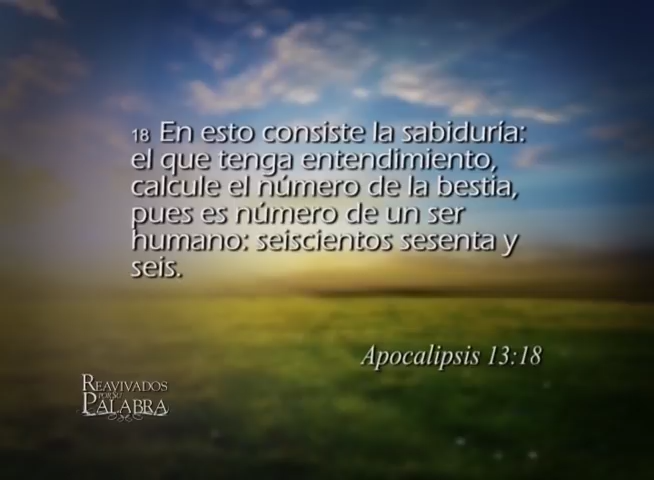 18 En esto consiste la sabiduría:
el que tenga entendimiento,
calcule el número de la bestia,
pues es número de un ser
humano: seiscientos sesenta y
seis.
Apocalipsis 13:18
REAVIVADOS
POR SU
PALABRA